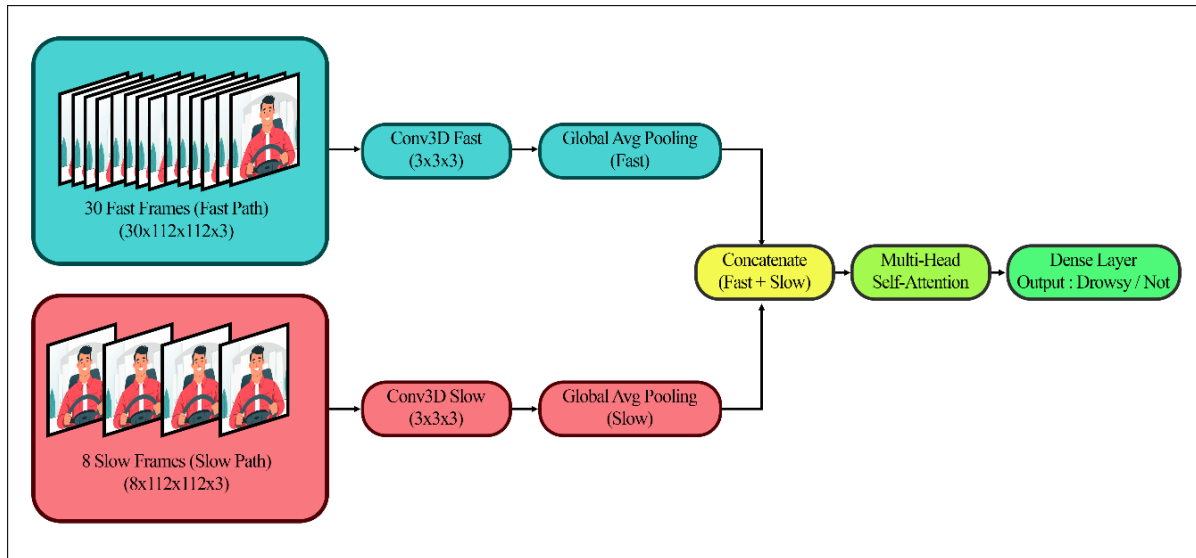 30 Fast Frames (Fast Path)
(30x112x112x3)
Conv3D Fast
(3x3x3)
Global Avg Pooling
(Fast)
Concatenate
(Fast + Slow)
Multi-Head
Self-Attention
Dense Layer
Output : Drowsy / Not
8 Slow Frames (Slow Path)
(8x112x112x3)
Conv3D Slow
(3x3x3)
Global Avg Pooling
(Slow)